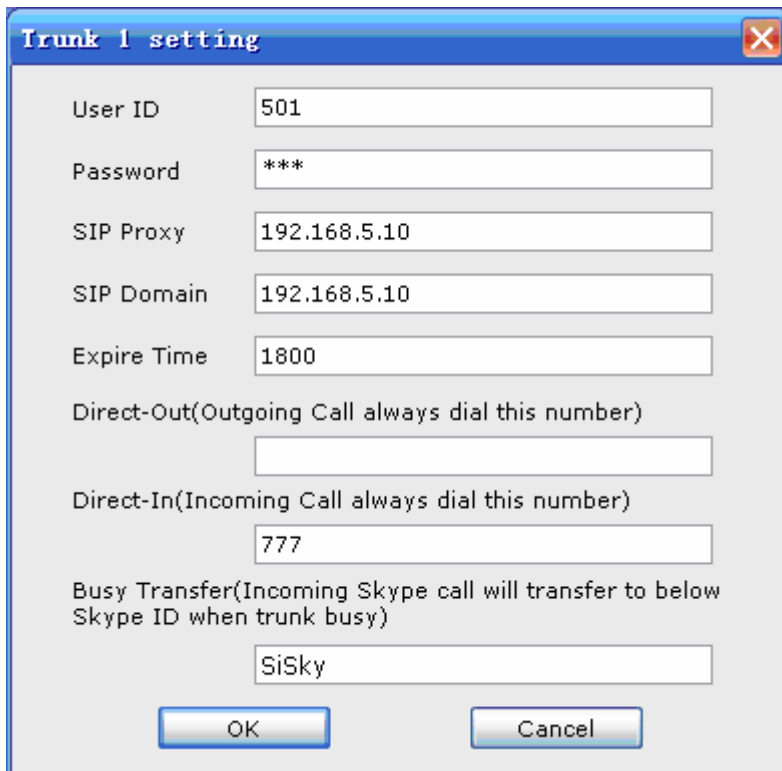 Trunk 1 setting
User ID 501
Password ***
SIP Proxy 192.168.5.10
SIP Domain 192.168.5.10
Expire Time 1800
Direct-Out(Outgoing Call always dial this number)
Direct-In(Incoming Call always dial this number)
777
Busy Transfer(Incoming Skype call will transfer to below
Skype ID when trunk busy)
SiSky
OK Cancel